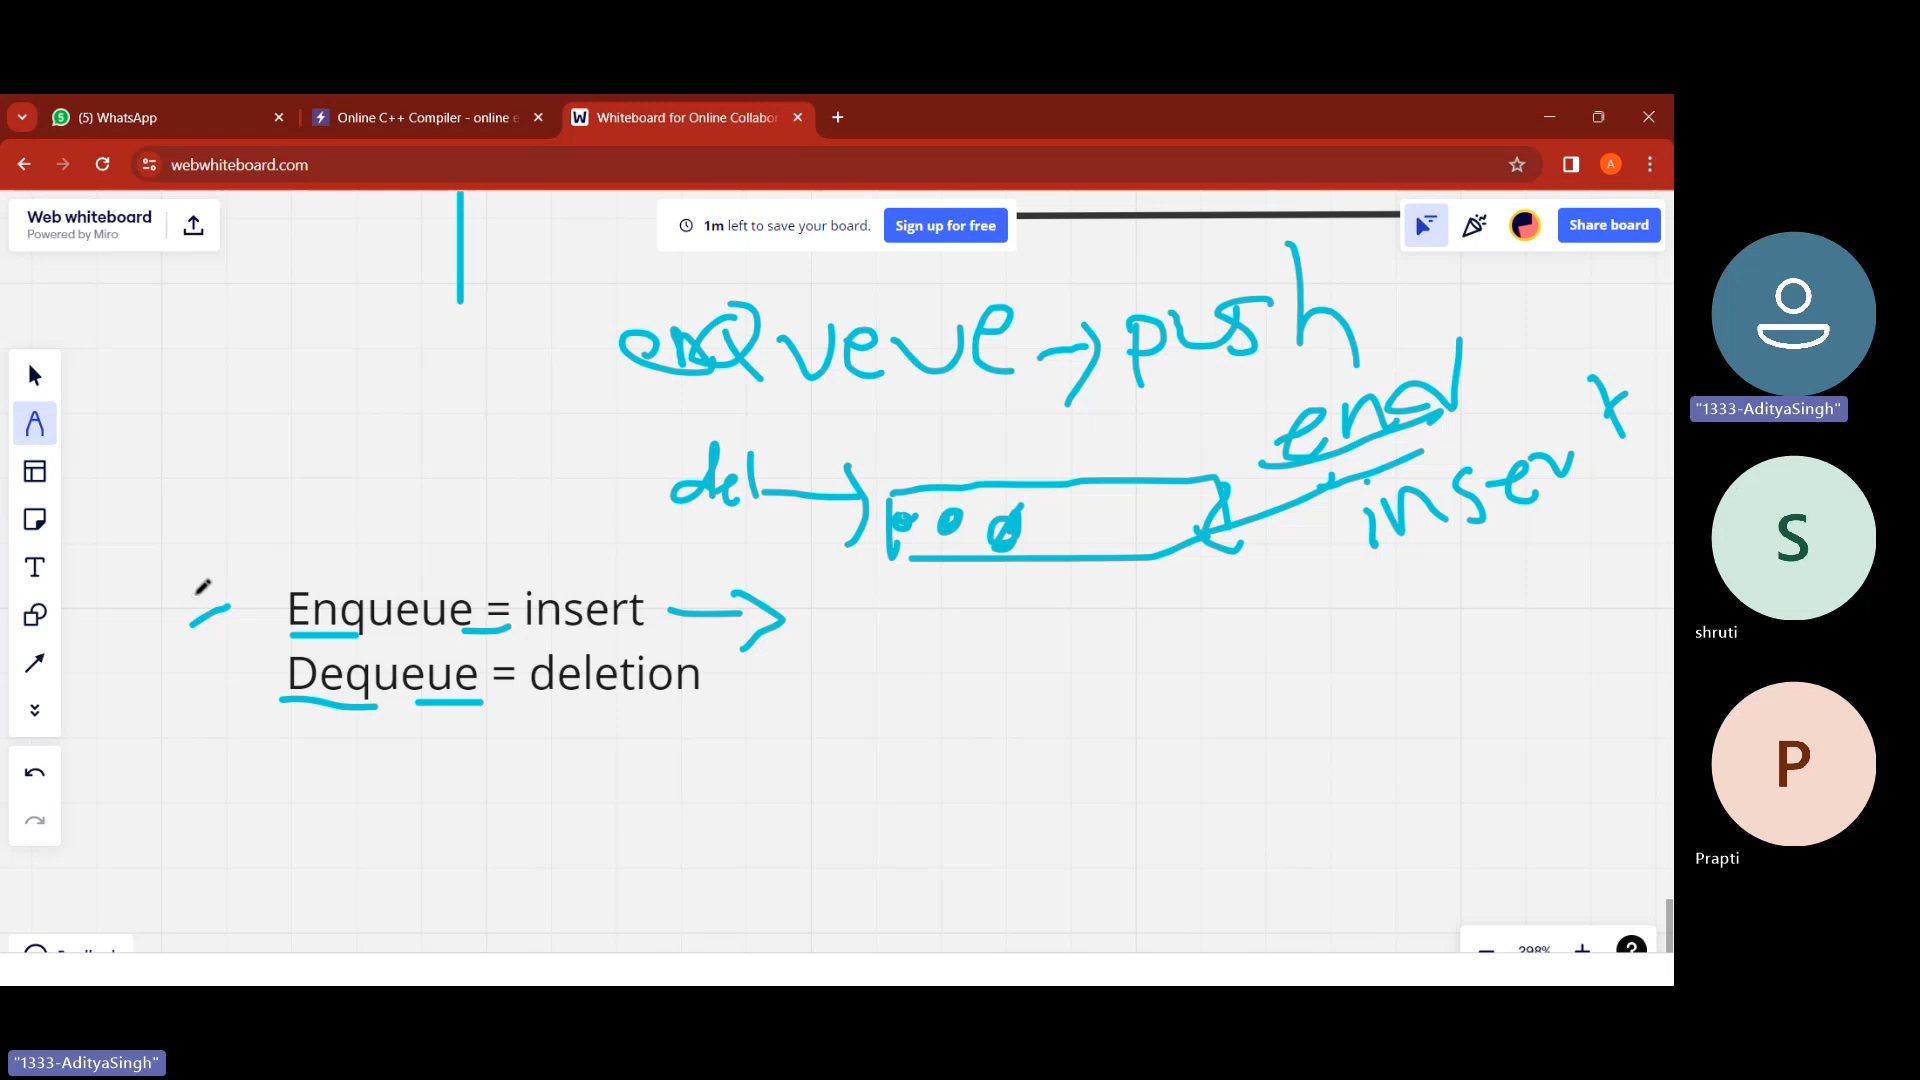 (5) WhatsApp
Online C++ Compiler - online e
Whiteboard for Online Collabor
webwhiteboard.com
A
Web whiteboard
Powered by Miro
1m left to save your board.
Sign up for free
Share board
enQueue → push
end
del →
insert
Enqueue = insert →
Dequeue = deletion
298%
"1333-AdityaSingh"
S
shruti
P
Prapti
"1333-AdityaSingh"